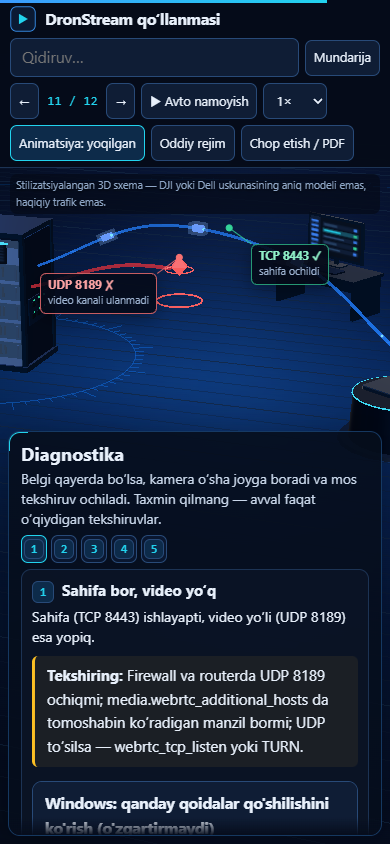 DronStream qo‘llanmasi
Qidiruv...
Mundarija
← 11 / 12 → ▶ Avto namoyish 1×
Animatsiya: yoqilgan Oddiy rejim Chop etish / PDF
Stilizatsiyalangan 3D sxema — DJI yoki Dell uskunasining aniq modeli emas,
haqiqiy trafik emas.
TCP 8443 ✓
sahifa ochildi
UDP 8189 ✗
video kanali ulanmadi
Diagnostika
Belgi qayerda bo‘lsa, kamera o‘sha joyga boradi va mos
tekshiruv ochiladi. Taxmin qilmang — avval faqat
o‘qiydigan tekshiruvlar.
1 2 3 4 5
1 Sahifa bor, video yo‘q
Sahifa (TCP 8443) ishlayapti, video yo‘li (UDP 8189)
esa yopiq.
Tekshiring: Firewall va routerda UDP 8189
ochiqmi; media.webrtc_additional_hosts da
tomoshabin ko‘radigan manzil bormi; UDP
to‘silsa — webrtc_tcp_listen yoki TURN.
Windows: qanday qoidalar qo‘shilishini
ko‘rish (o‘zgartirmaydi)